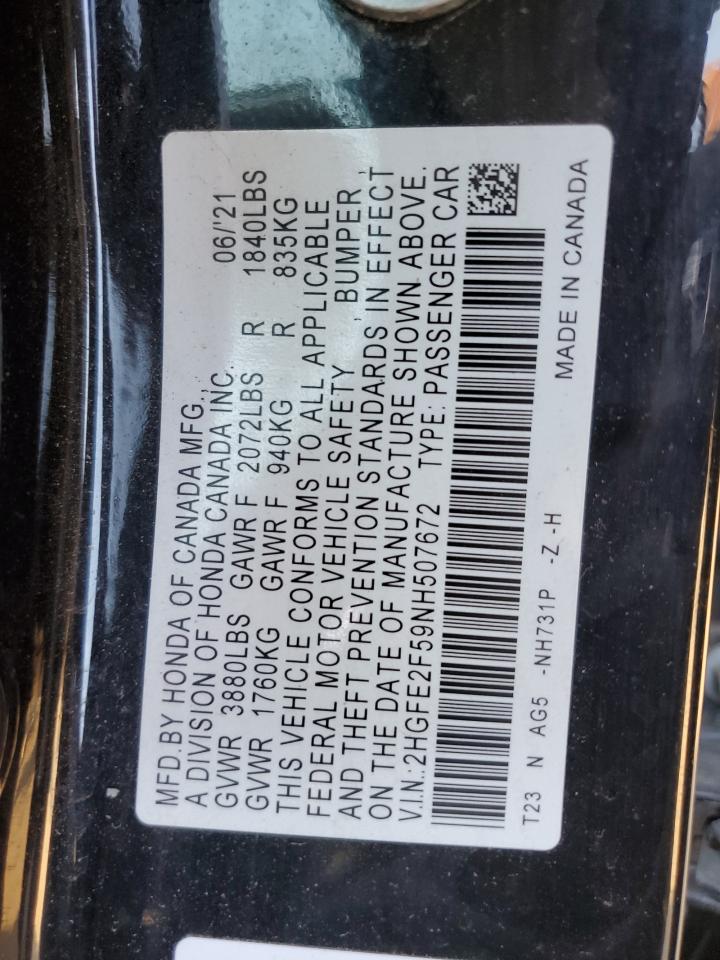 MFD.BY HONDA OF CANADA MFG.,
A DIVISION OF HONDA CANADA INC. 06/'21
GVWR 3880LBS GAWR F 2072LBS R 1840LBS
GVWR 1760KG GAWR F 940KG R 835KG
THIS VEHICLE CONFORMS TO ALL APPLICABLE
FEDERAL MOTOR VEHICLE SAFETY , BUMPER ,
AND THEFT PREVENTION STANDARDS IN EFFECT
ON THE DATE OF MANUFACTURE SHOWN ABOVE.
V.I.N.:2HGFE2F59NH507672 TYPE: PASSENGER CAR
T23 N AG5 -NH731P -Z -H
MADE IN CANADA